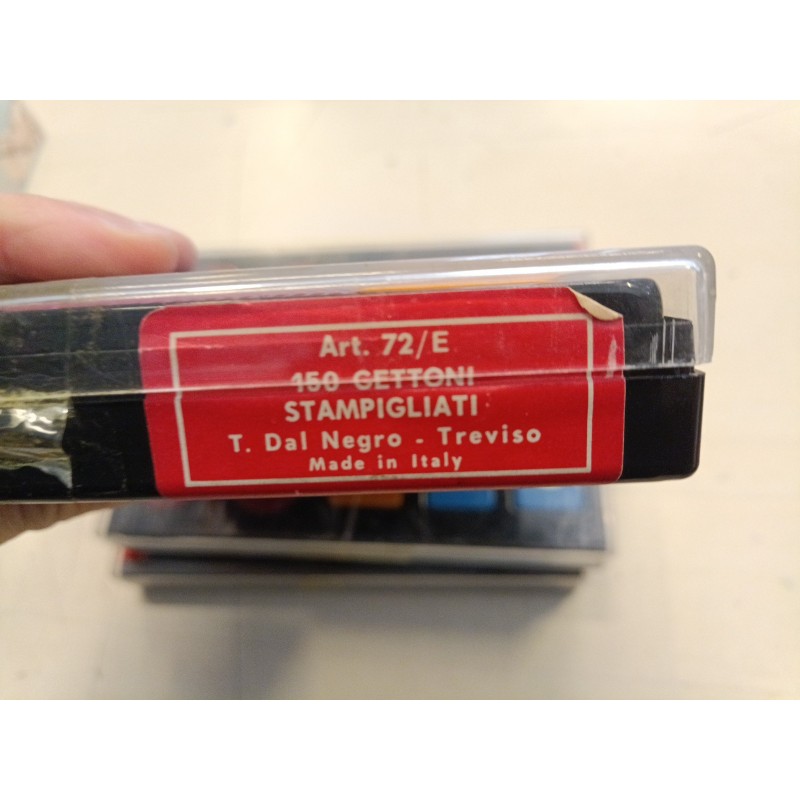 Art. 72/E
150 GETTONI
STAMPIGLIATI
T. Dal Negro - Treviso
Made in Italy